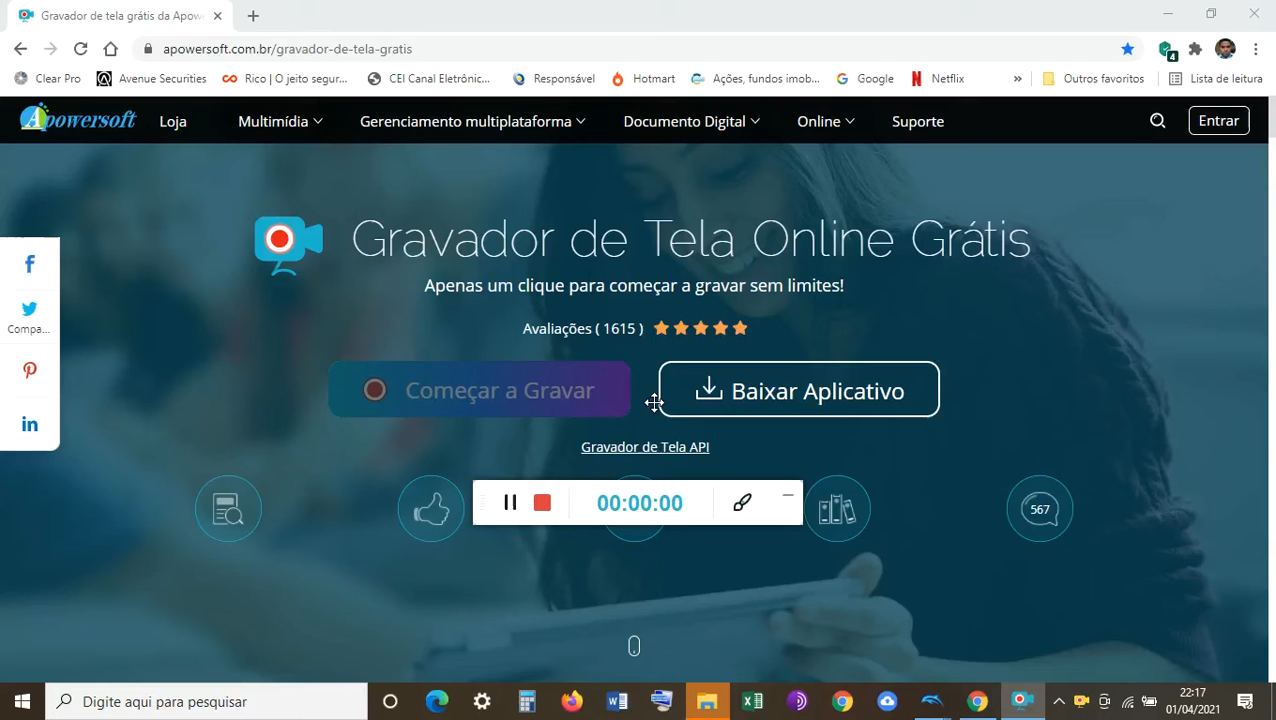 Gravador de tela grátis da Apow
apowersoft.com.br/gravador-de-tela-gratis
4
Clear Pro
Avenue Securities
Rico | O jeito segur...
CEI Canal Eletrônic...
Responsável
Hotmart
Ações, fundos imob...
Google
Netflix
»
Outros favoritos
Lista de leitura
Apowersoft
Loja
Multimídia
Gerenciamento multiplataforma
Documento Digital
Online
Suporte
Entrar
Gravador de Tela Online Grátis
Apenas um clique para começar a gravar sem limites!
Avaliações ( 1615 )
Compa...
Começar a Gravar
Baixar Aplicativo
Gravador de Tela API
00:00:00
567
Digite aqui para pesquisar
22:17
01/04/2021